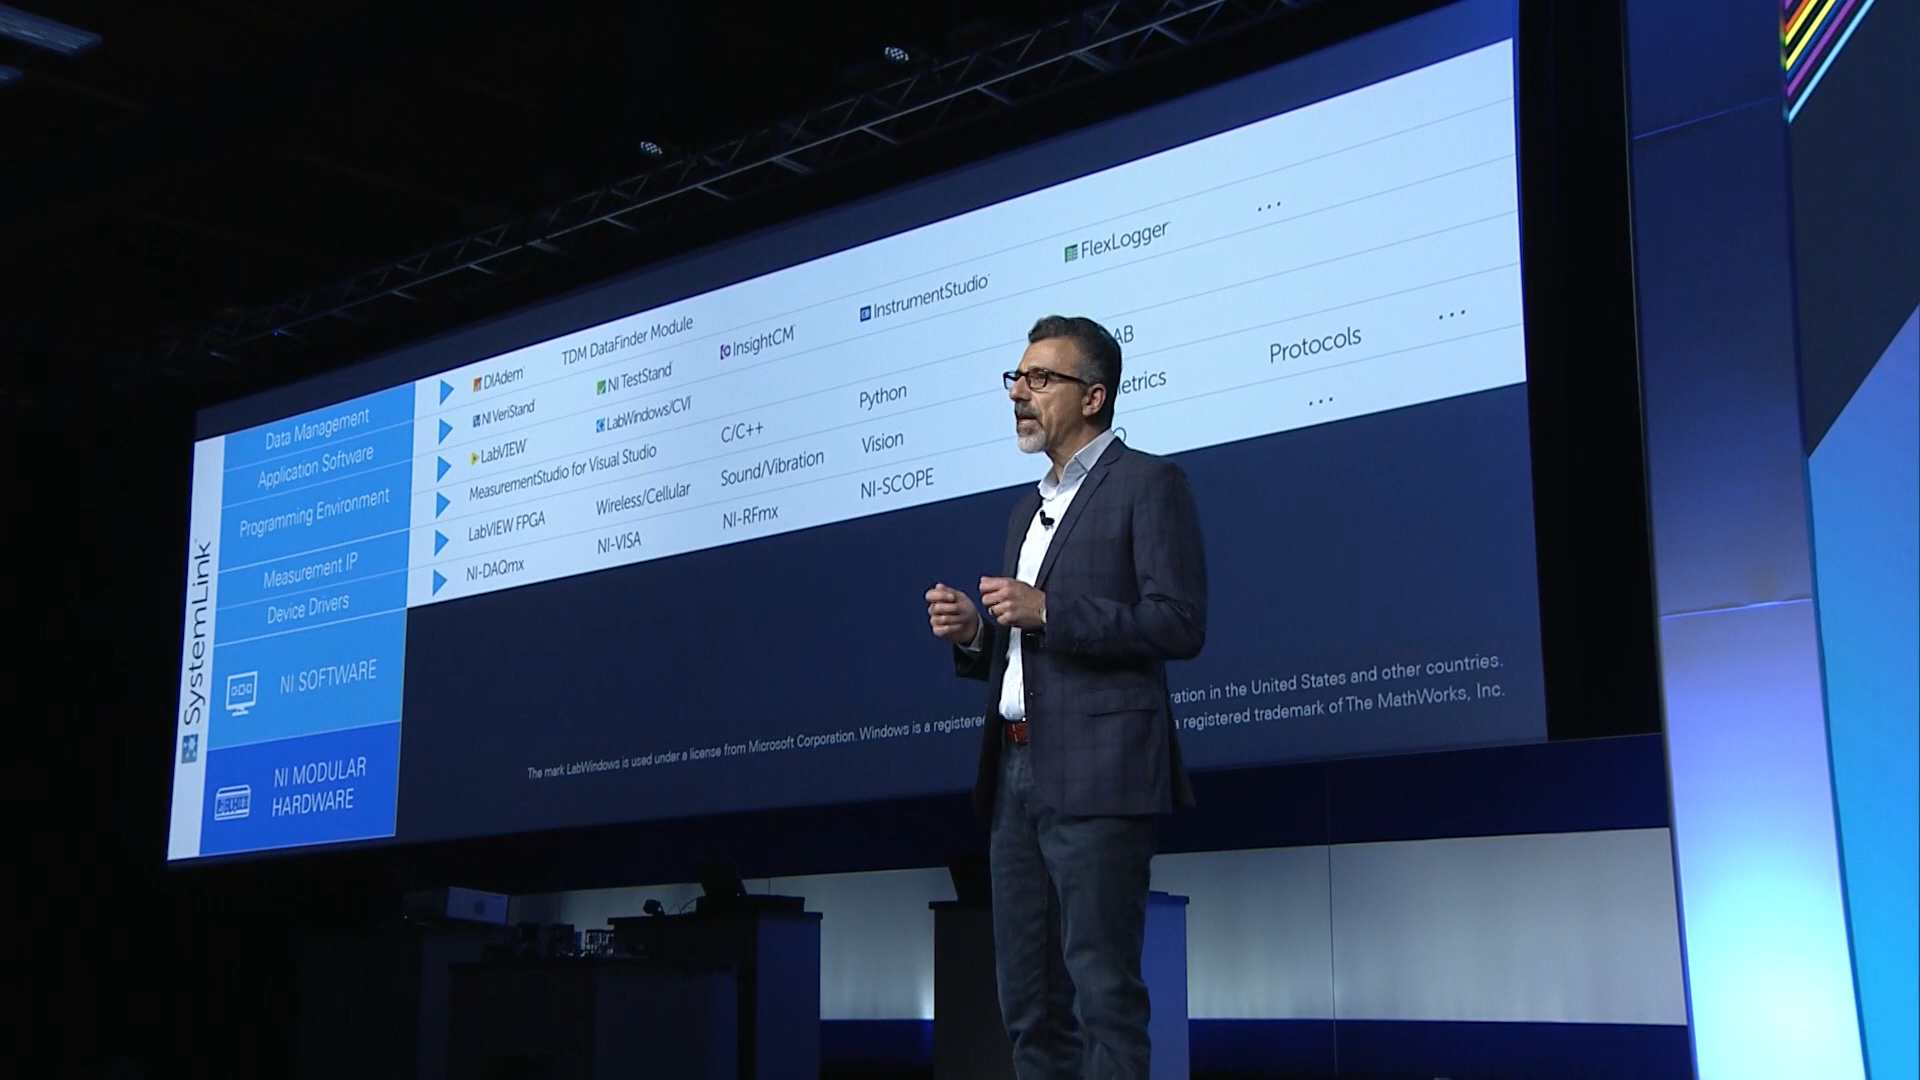 SystemLink
Data Management
Application Software
Programming Environment
Measurement IP
Device Drivers
NI SOFTWARE
NI MODULAR
HARDWARE
DIAdem TDM DataFinder Module
NI VeriStand NI TestStand InsightCM InstrumentStudio FlexLogger ...
LabVIEW LabWindows/CVI
MeasurementStudio for Visual Studio C/C++ Python AB
LabVIEW FPGA Wireless/Cellular Sound/Vibration Vision etrics Protocols ...
NI-DAQmx NI-VISA NI-RFmx NI-SCOPE O ...
The mark LabWindows is used under a license from Microsoft Corporation. Windows is a registered ration in the United States and other countries.
registered trademark of The MathWorks, Inc.